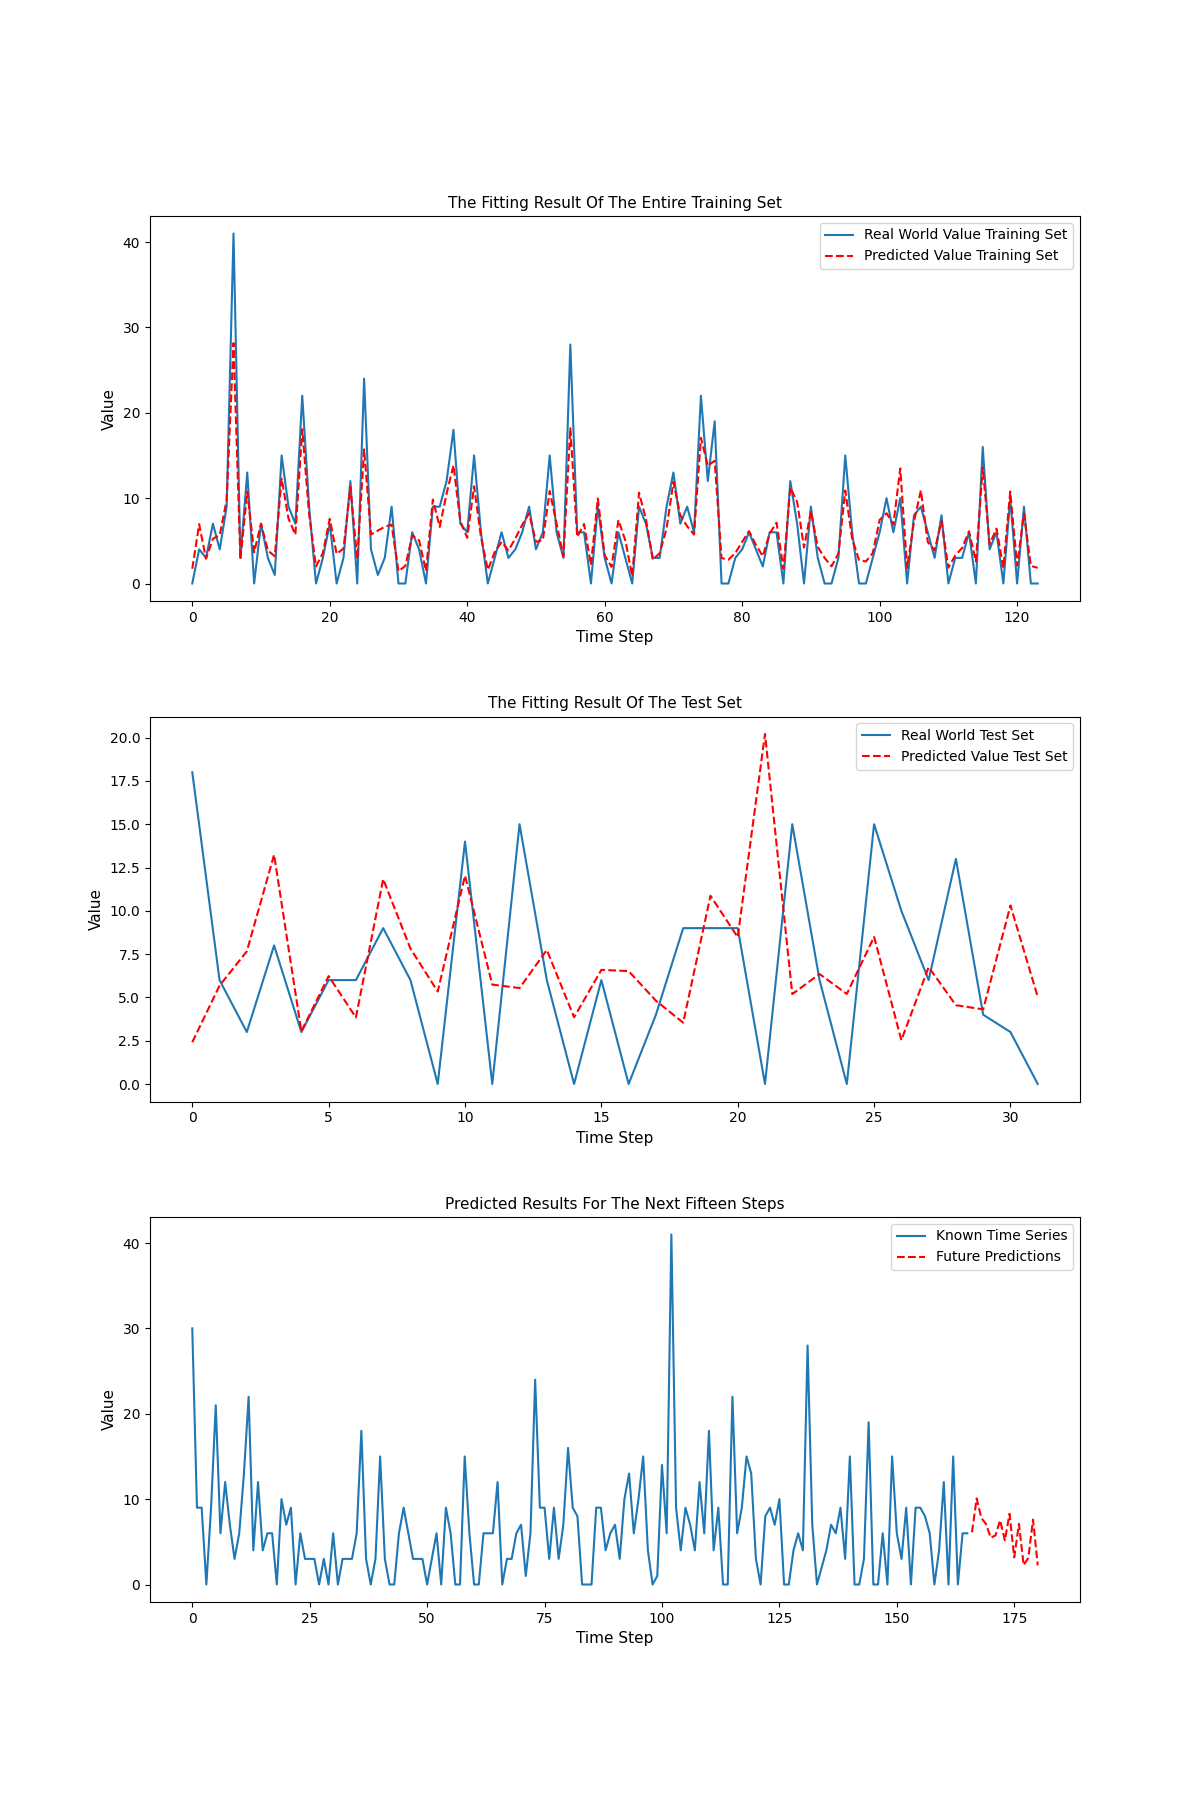 The Fitting Result Of The Entire Training Set
Real World Value Training Set
Predicted Value Training Set
Value
40
30
20
10
0
0 20 40 60 80 100 120
Time Step
The Fitting Result Of The Test Set
Real World Test Set
Predicted Value Test Set
Value
20.0
17.5
15.0
12.5
10.0
7.5
5.0
2.5
0.0
0 5 10 15 20 25 30
Time Step
Predicted Results For The Next Fifteen Steps
Known Time Series
Future Predictions
Value
40
30
20
10
0
0 25 50 75 100 125 150 175
Time Step